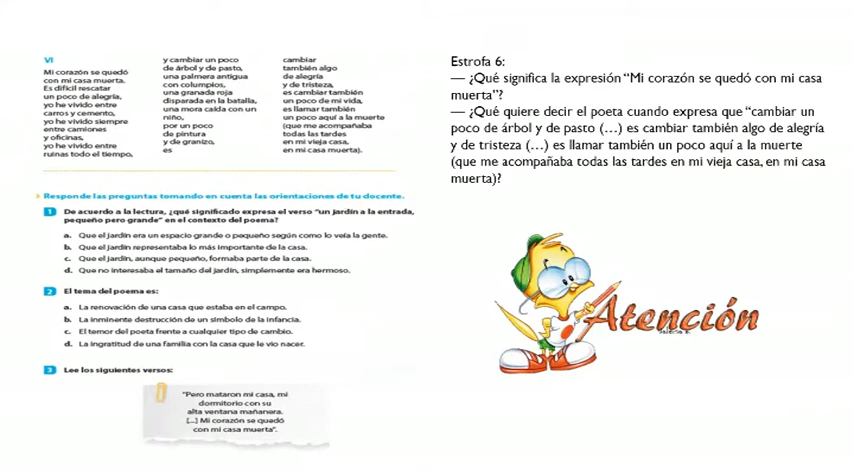 VI
Mi corazón se quedó
con mi casa muerta.
Es difícil rescatar
un poco de alegría,
yo he vivido entre
carros y cemento,
yo he vivido siempre
entre camiones
y oficinas,
yo he vivido entre
ruinas todo el tiempo,
y cambiar un poco
de árbol y de pasto,
una palmera antigua
con columpios,
una granada roja
disparada en la batalla,
una mora caída con un
niño,
por un poco
de pintura
y de granizo,
es
cambiar
también algo
de alegría
y de tristeza,
es cambiar también
un poco de mi vida,
es llamar también
un poco aquí a la muerte
(que me acompañaba
todas las tardes
en mi vieja casa,
en mi casa muerta).
Responde las preguntas tomando en cuenta las orientaciones de tu docente.
1 De acuerdo a la lectura, ¿qué significado expresa el verso "un jardín a la entrada,
pequeño pero grande" en el contexto del poema?
a. Que el jardín era un espacio grande o pequeño según como lo veía la gente.
b. Que el jardín representaba lo más importante de la casa.
c. Que el jardín, aunque pequeño, formaba parte de la casa.
d. Que no interesaba el tamaño del jardín, simplemente era hermoso.
2 El tema del poema es:
a. La renovación de una casa que estaba en el campo.
b. La inminente destrucción de un símbolo de la infancia.
c. El temor del poeta frente a cualquier tipo de cambio.
d. La ingratitud de una familia con la casa que le vio nacer.
3 Lee los siguientes versos:
"Pero mataron mi casa, mi
dormitorio con su
alta ventana mañanera.
[...] Mi corazón se quedó
con mi casa muerta".
Estrofa 6:
— ¿Qué significa la expresión "Mi corazón se quedó con mi casa
muerta"?
— ¿Qué quiere decir el poeta cuando expresa que "cambiar un
poco de árbol y de pasto (…) es cambiar también algo de alegría
y de tristeza (…) es llamar también un poco aquí a la muerte
(que me acompañaba todas las tardes en mi vieja casa, en mi casa
muerta)?
Atención